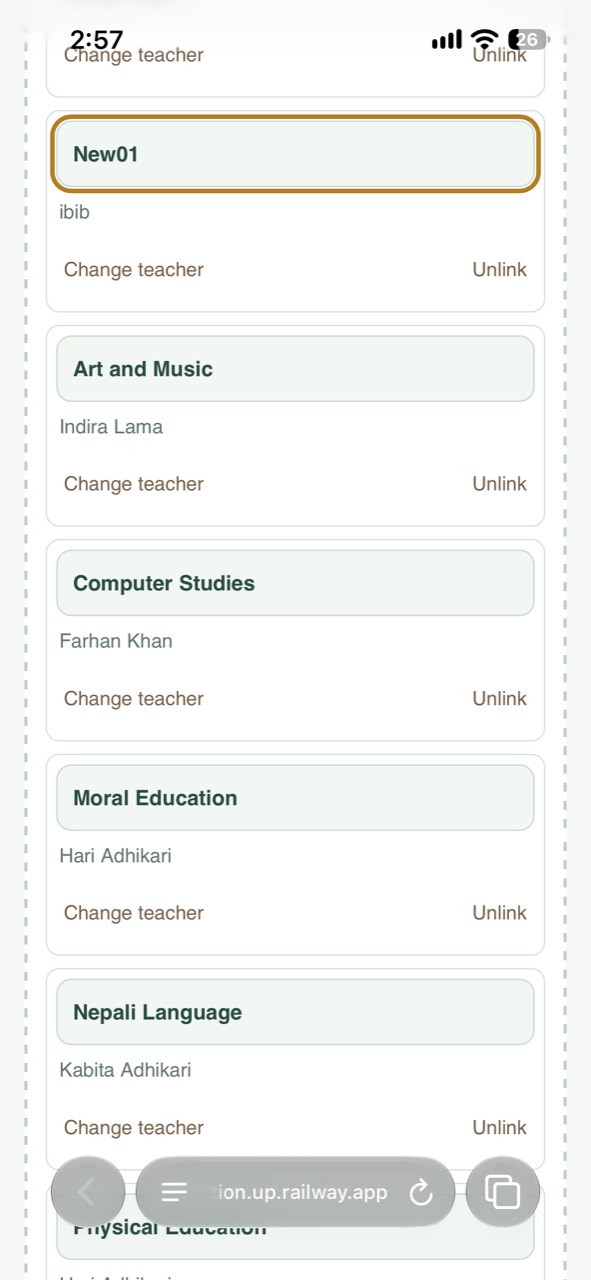 2:57
26
Change teacher Unlink
New01
ibib
Change teacher Unlink
Art and Music
Indira Lama
Change teacher Unlink
Computer Studies
Farhan Khan
Change teacher Unlink
Moral Education
Hari Adhikari
Change teacher Unlink
Nepali Language
Kabita Adhikari
Change teacher Unlink
ion.up.railway.app
Physical Education